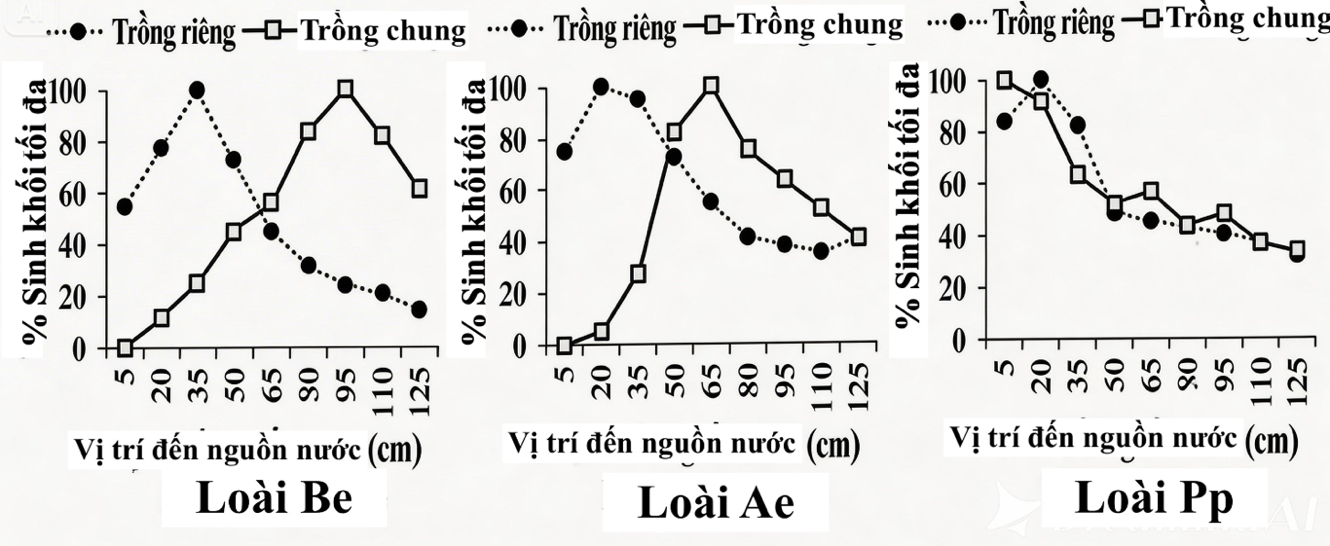 Trồng riêng Trồng chung
% Sinh khối tối đa
100
80
60
40
20
0
5 20 35 50 65 80 95 110 125
Vị trí đến nguồn nước (cm)
Loài Be
Trồng riêng Trồng chung
% Sinh khối tối đa
100
80
60
40
20
0
5 20 35 50 65 80 95 110 125
Vị trí đến nguồn nước (cm)
Loài Ae
Trồng riêng Trồng chung
% Sinh khối tối đa
100
80
60
40
20
0
5 20 35 50 65 80 95 110 125
Vị trí đến nguồn nước (cm)
Loài Pp
AI